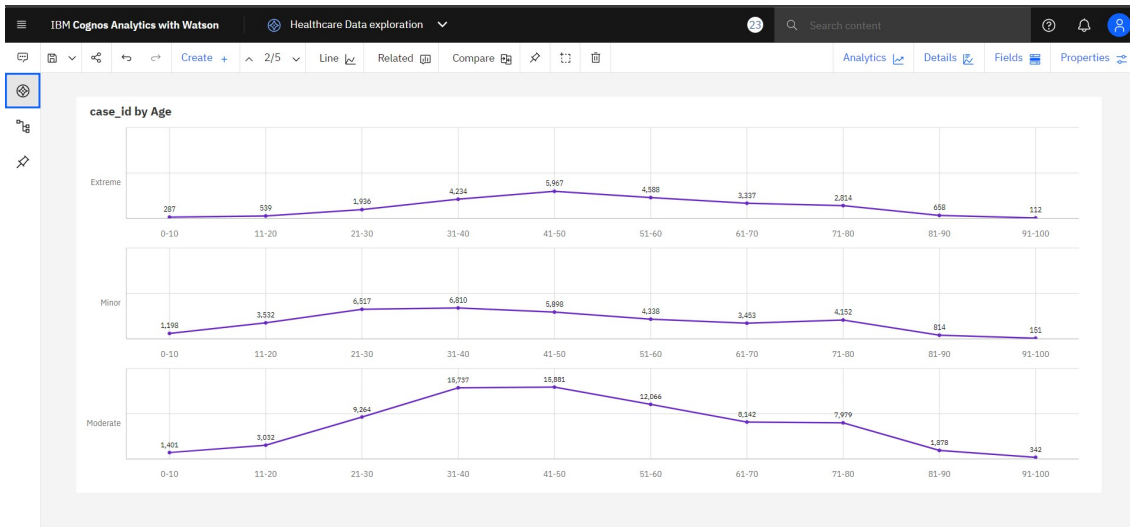 IBM Cognos Analytics with Watson
Healthcare Data exploration
23
Search content
Create +
2/5
Line
Related
Compare
Analytics
Details
Fields
Properties
case_id by Age
Extreme
287 539 1,936 4,234 5,967 4,588 3,337 2,814 658 112
0-10 11-20 21-30 31-40 41-50 51-60 61-70 71-80 81-90 91-100
Minor
1,198 3,532 6,517 6,810 5,898 4,338 3,453 4,152 814 151
0-10 11-20 21-30 31-40 41-50 51-60 61-70 71-80 81-90 91-100
Moderate
1,401 3,032 9,264 15,737 15,881 12,066 8,142 7,979 1,878 342
0-10 11-20 21-30 31-40 41-50 51-60 61-70 71-80 81-90 91-100